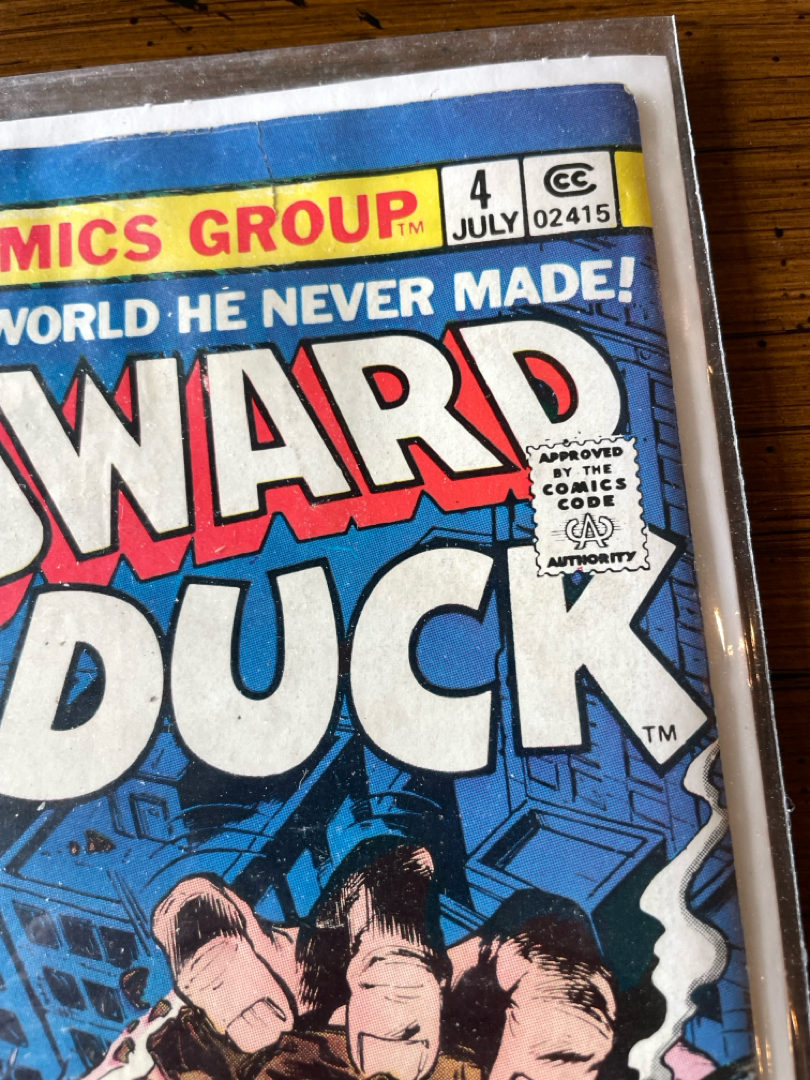 MICS GROUP TM
4
JULY
CC
02415
WORLD HE NEVER MADE!
WARD
APPROVED
BY THE
COMICS
CODE
CA
AUTHORITY
DUCK TM